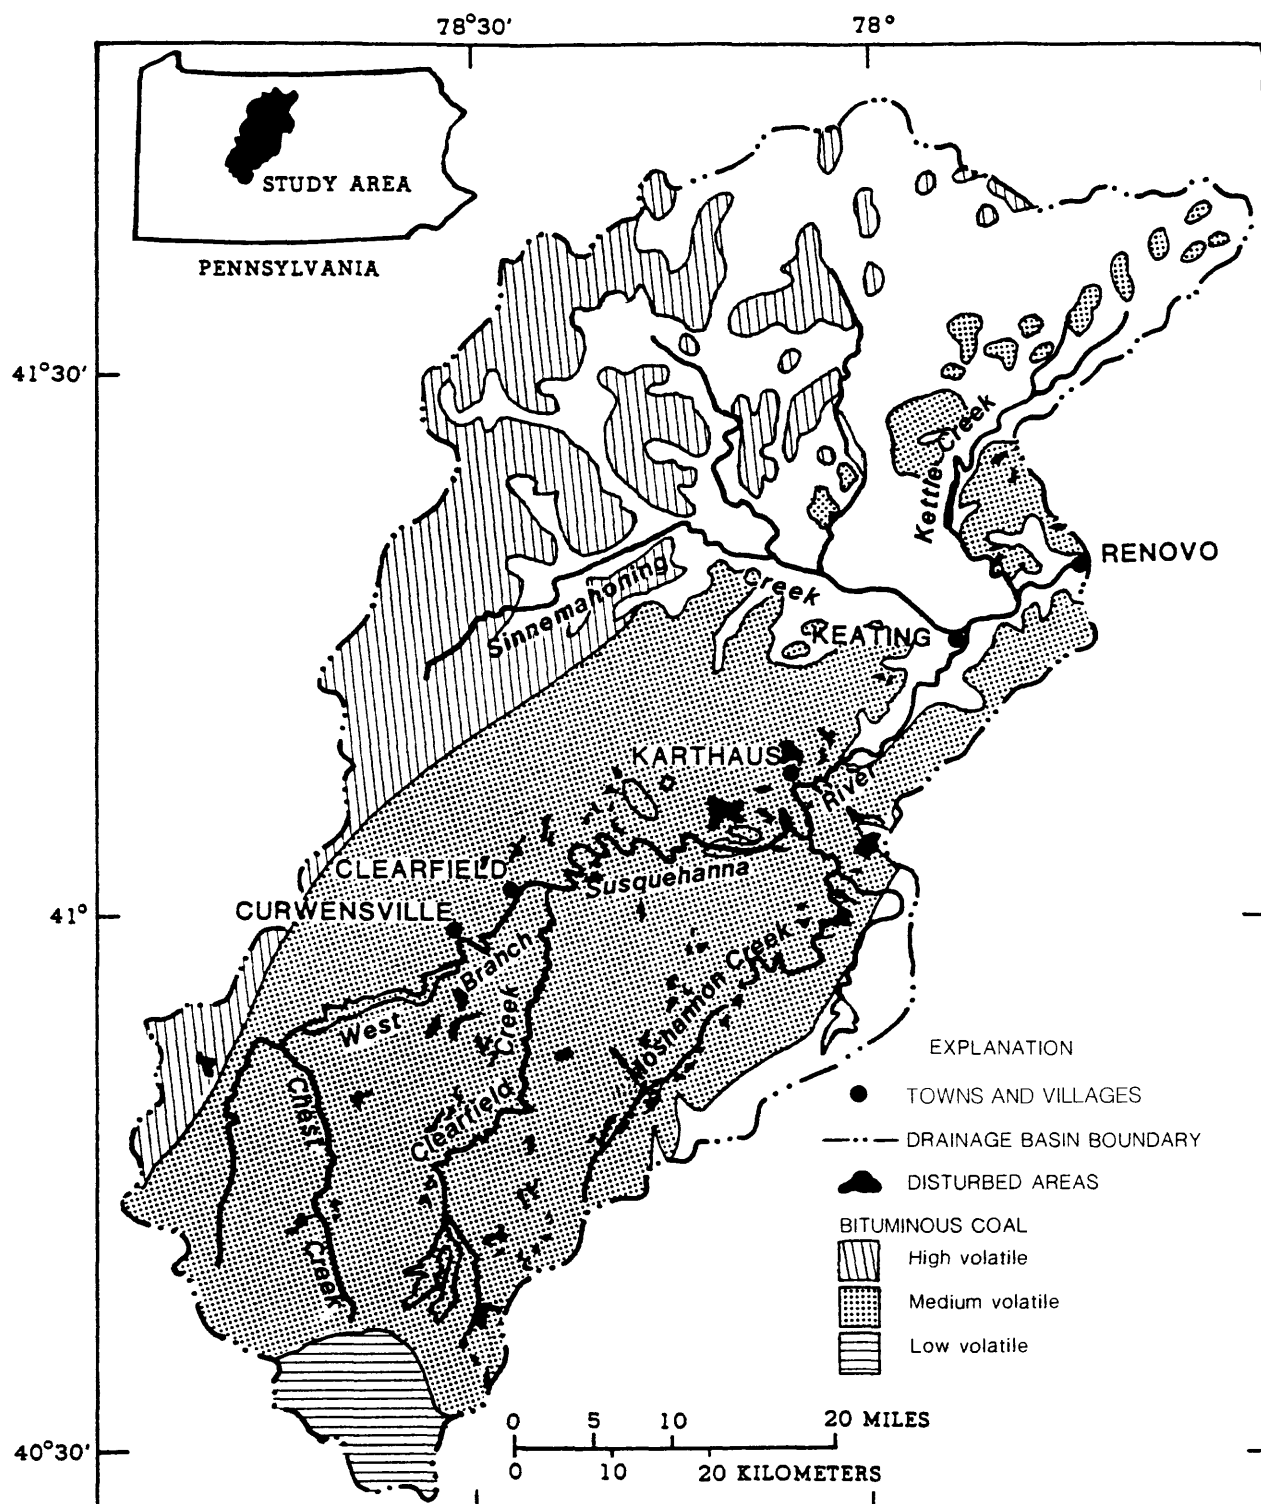 78°30'
78°
STUDY AREA
PENNSYLVANIA
41°30'
Kettle Creek
RENOVO
Sinnemahoning Creek
KEATING
KARTHAUS
River
CLEARFIELD
Susquehanna
41°
CURWENSVILLE
Branch
West
Creek
Moshannon Creek
Chest
Clearfield
Creek
EXPLANATION
TOWNS AND VILLAGES
DRAINAGE BASIN BOUNDARY
DISTURBED AREAS
BITUMINOUS COAL
High volatile
Medium volatile
Low volatile
40°30'
0 5 10 20 MILES
0 10 20 KILOMETERS